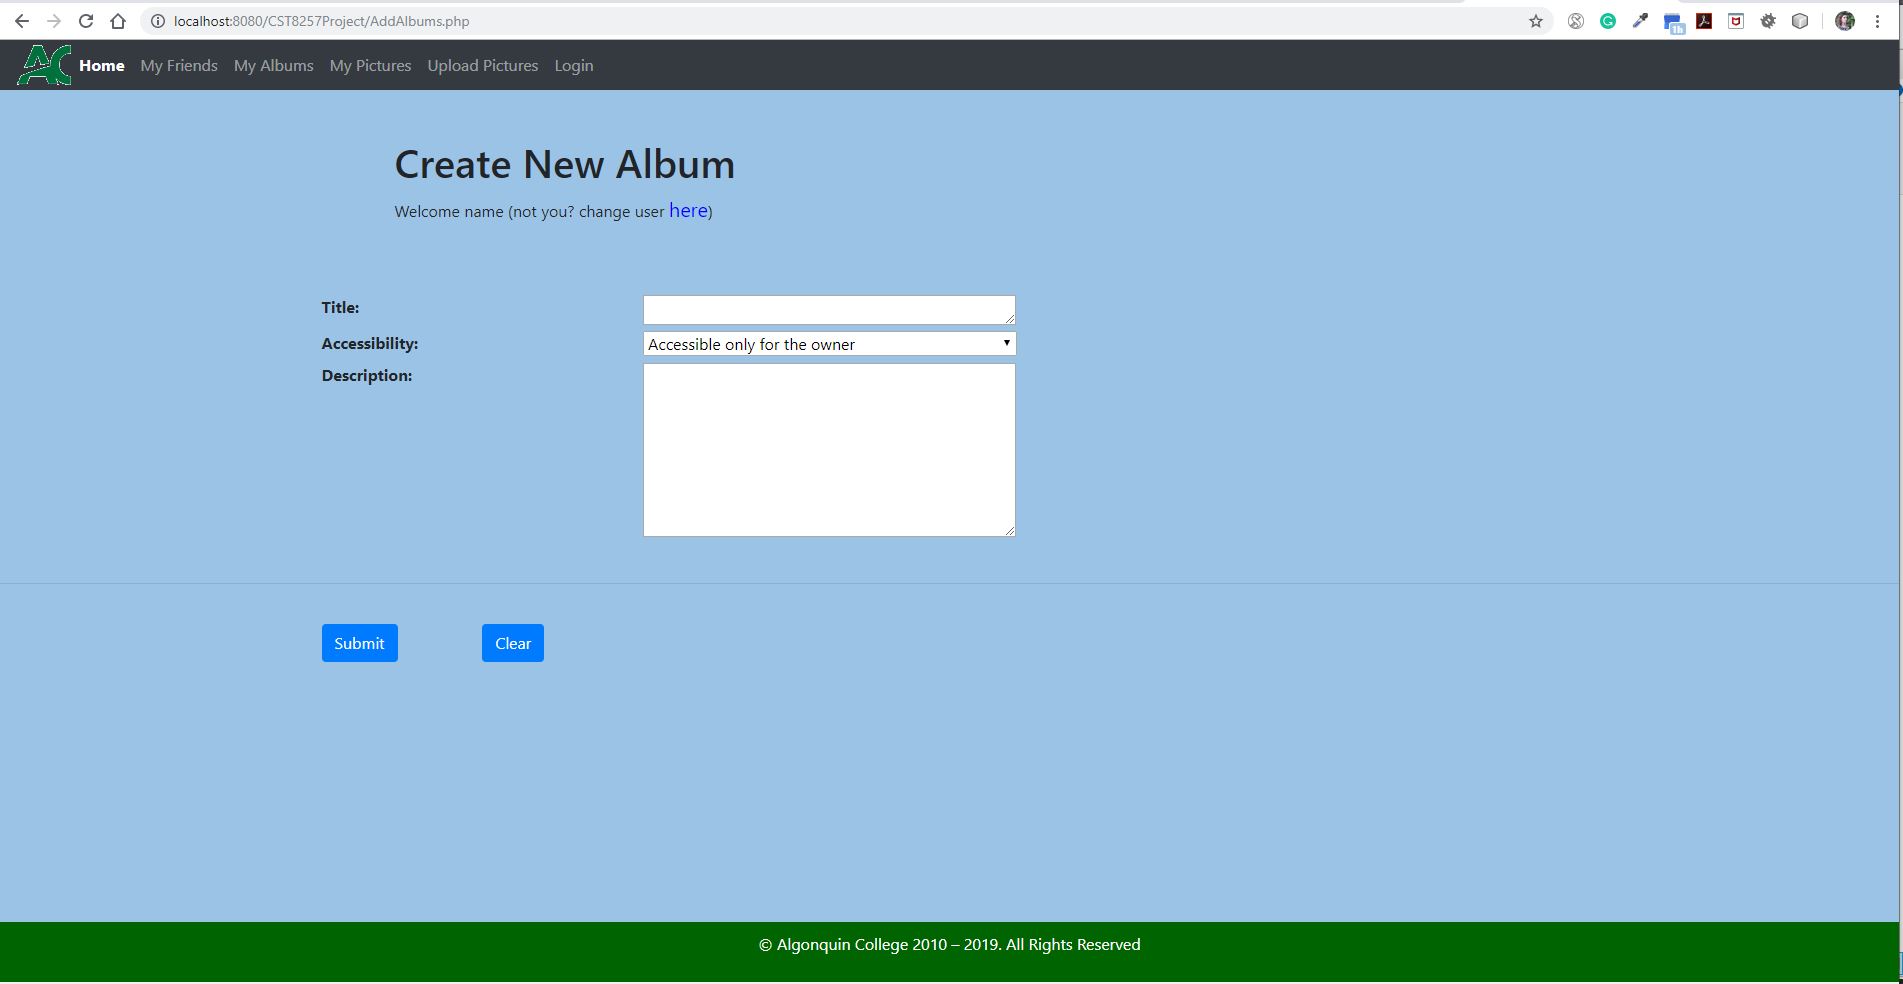 localhost:8080/CST8257Project/AddAlbums.php
1h
AC Home My Friends My Albums My Pictures Upload Pictures Login
Create New Album
Welcome name (not you? change user here)
Title:
Accessibility: Accessible only for the owner
Description:
Submit Clear
© Algonquin College 2010 – 2019. All Rights Reserved